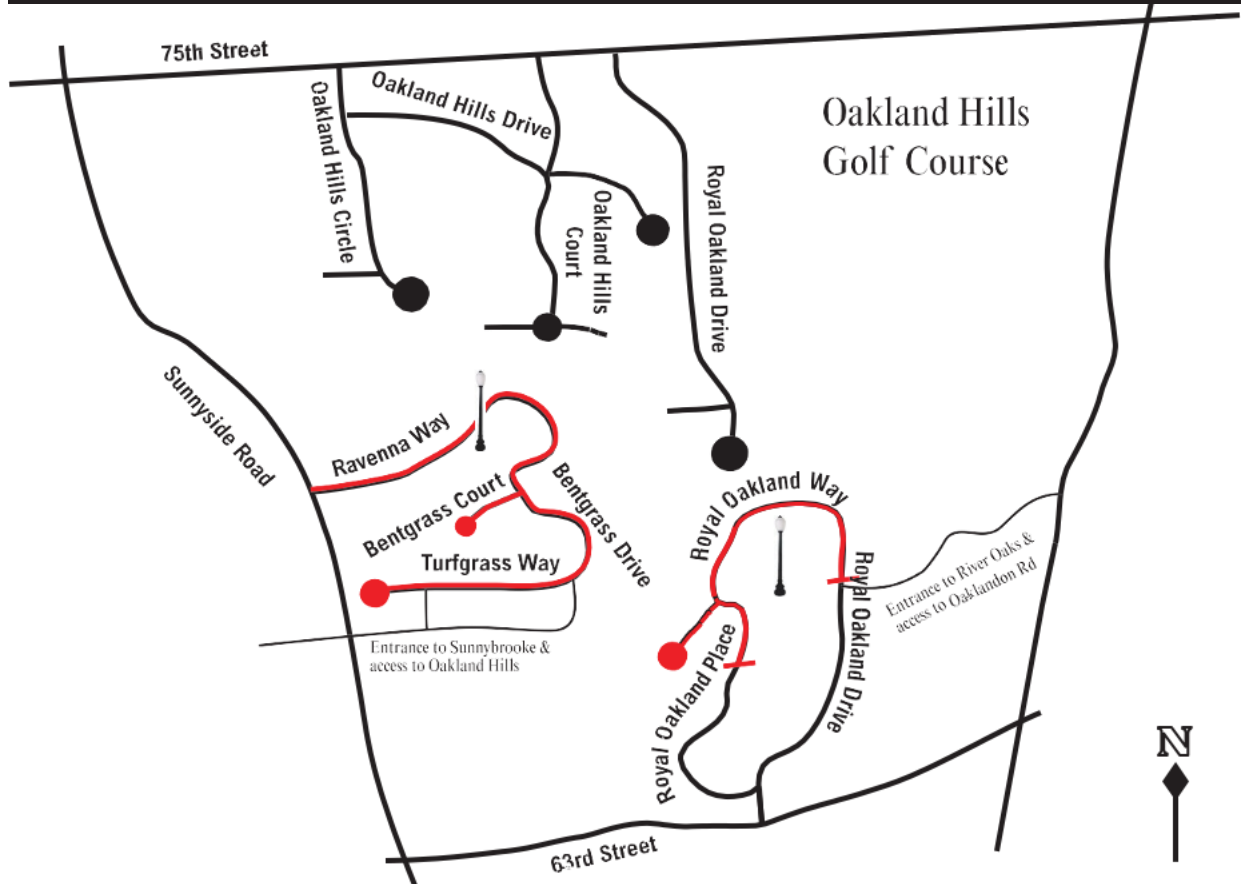 75th Street
Oakland Hills Drive
Oakland Hills Circle
Oakland Hills
Court
Royal Oakland Drive
Oakland Hills
Golf Course
Sunnyside Road
Ravenna Way
Bentgrass Court
Bentgrass Drive
Turfgrass Way
Entrance to Sunnybrooke &
access to Oakland Hills
Royal Oakland Way
Royal Oakland Drive
Entrance to River Oaks &
access to Oaklandon Rd
Royal Oakland Place
63rd Street
N